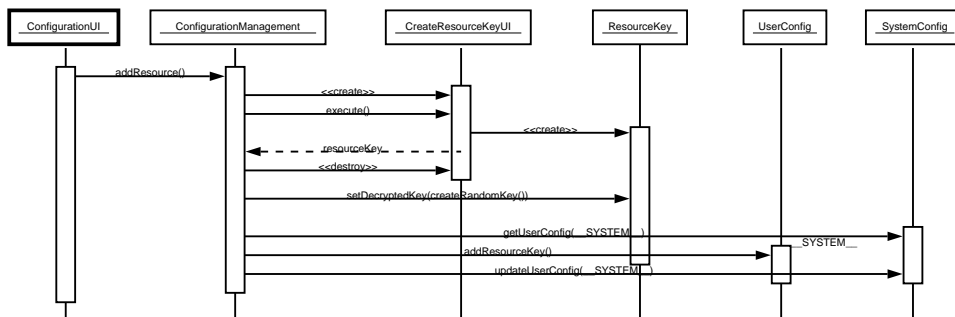 ConfigurationUI
ConfigurationManagement
CreateResourceKeyUI
ResourceKey
UserConfig
SystemConfig
addResource()
<<create>>
execute()
<<create>>
resourceKey
<<destroy>>
setDecryptedKey(createRandomKey())
getUserConfig(__SYSTEM__)
__SYSTEM__
addResourceKey()
updateUserConfig(__SYSTEM__)